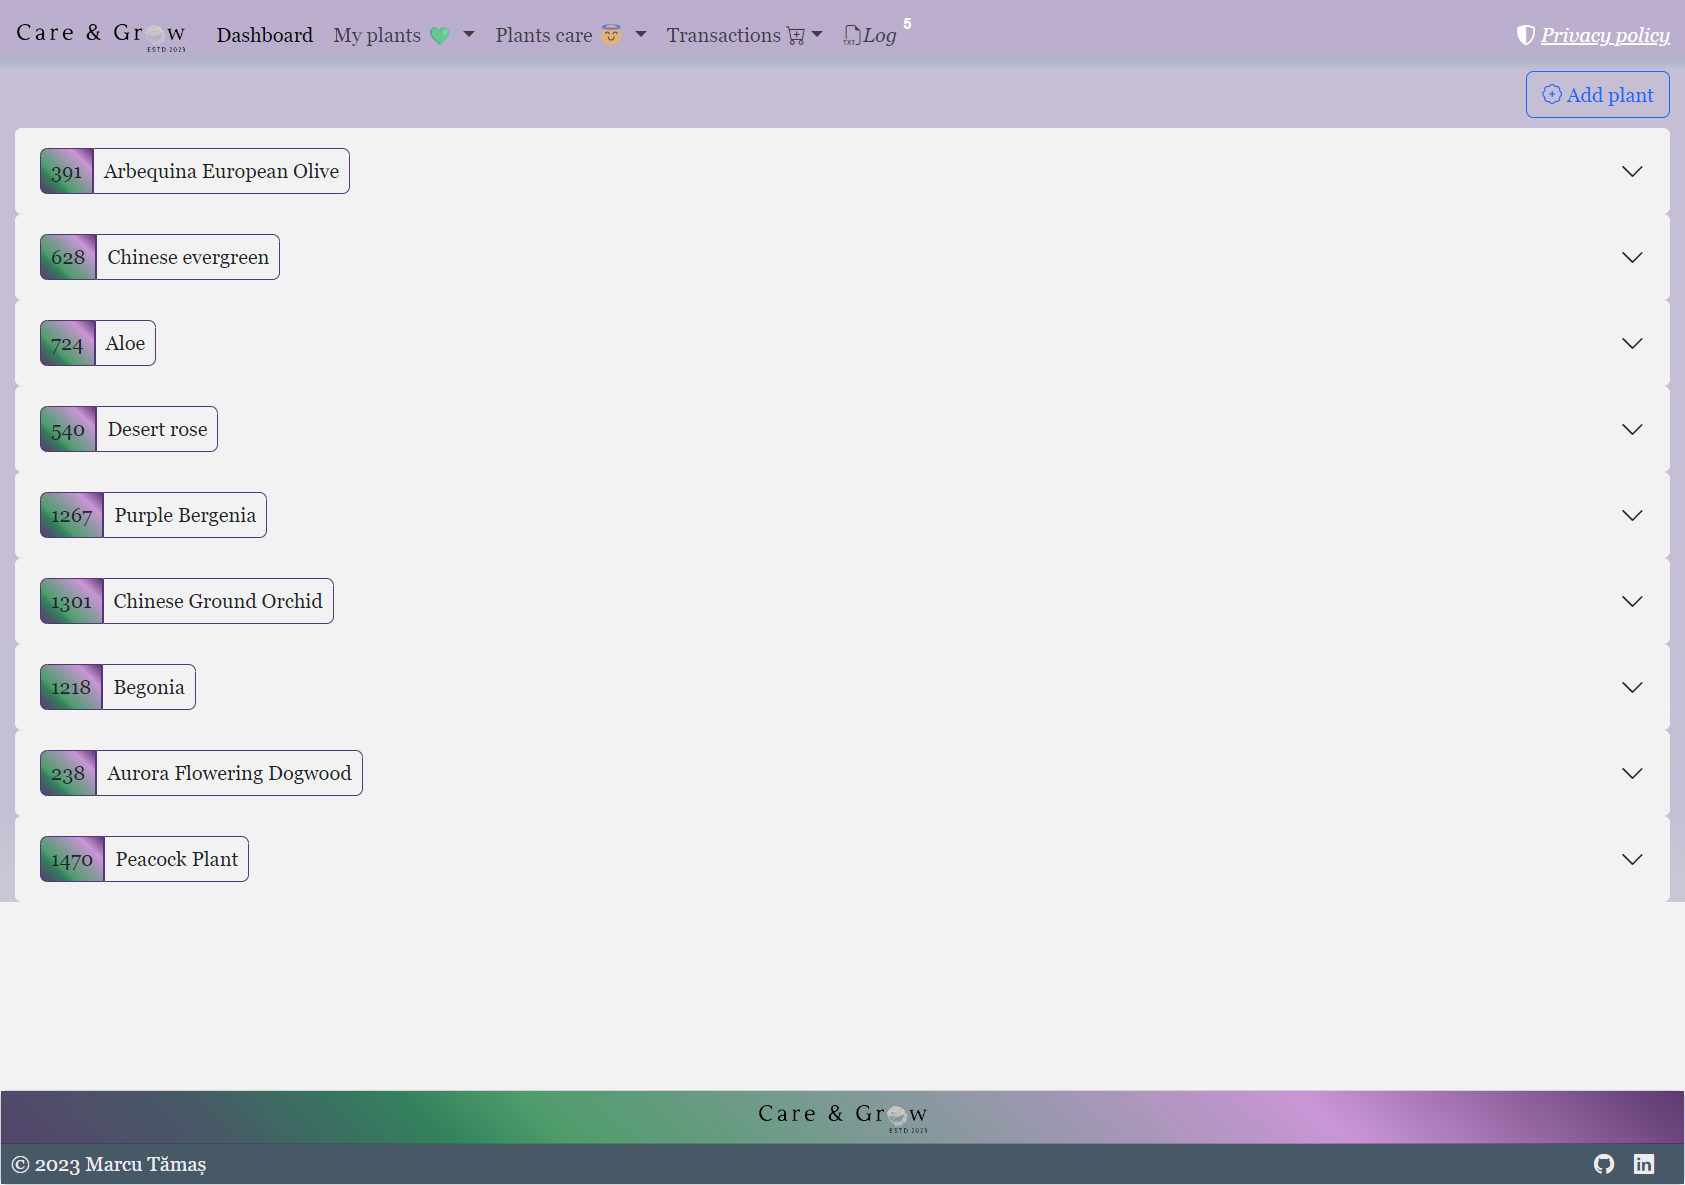 Care & Grow
ESTD 2023
Dashboard My plants Plants care Transactions TXT Log 5
Privacy policy
Add plant
391 Arbequina European Olive
628 Chinese evergreen
724 Aloe
540 Desert rose
1267 Purple Bergenia
1301 Chinese Ground Orchid
1218 Begonia
238 Aurora Flowering Dogwood
1470 Peacock Plant
Care & Grow
ESTD 2023
© 2023 Marcu Tămaș
in